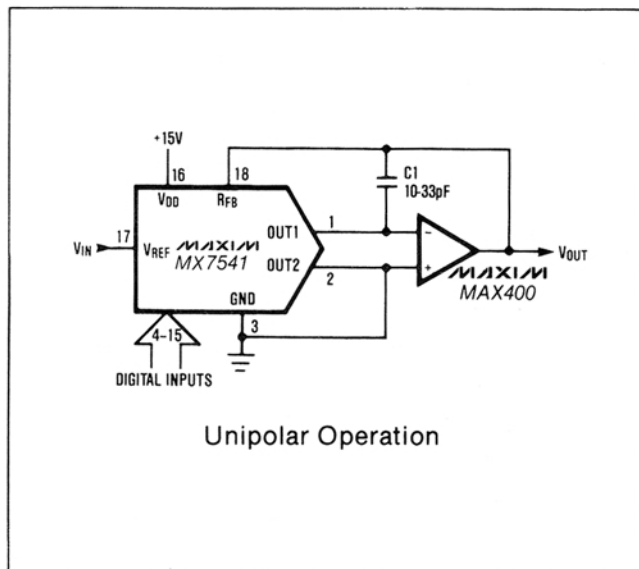 +15V
16
18
C1
10-33pF
VDD
RFB
OUT1
1
VIN
17
VREF
MAXIM
MX7541
OUT2
2
−
+
VOUT
MAXIM
MAX400
GND
3
4-15
DIGITAL INPUTS
Unipolar Operation